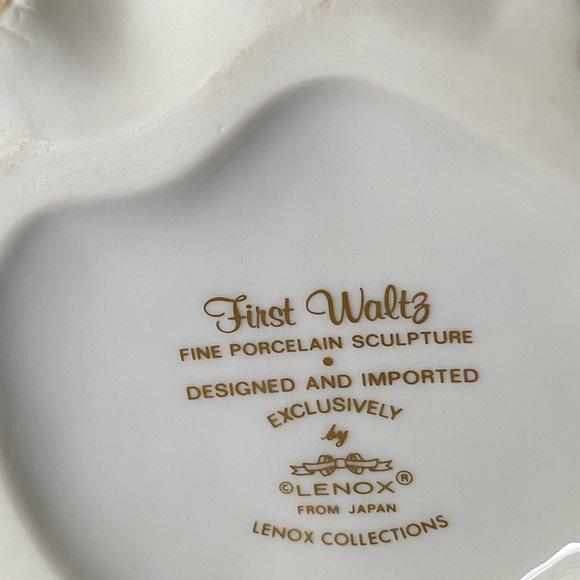 First Waltz
FINE PORCELAIN SCULPTURE
•
DESIGNED AND IMPORTED
EXCLUSIVELY
by
©LENOX®
FROM JAPAN
LENOX COLLECTIONS